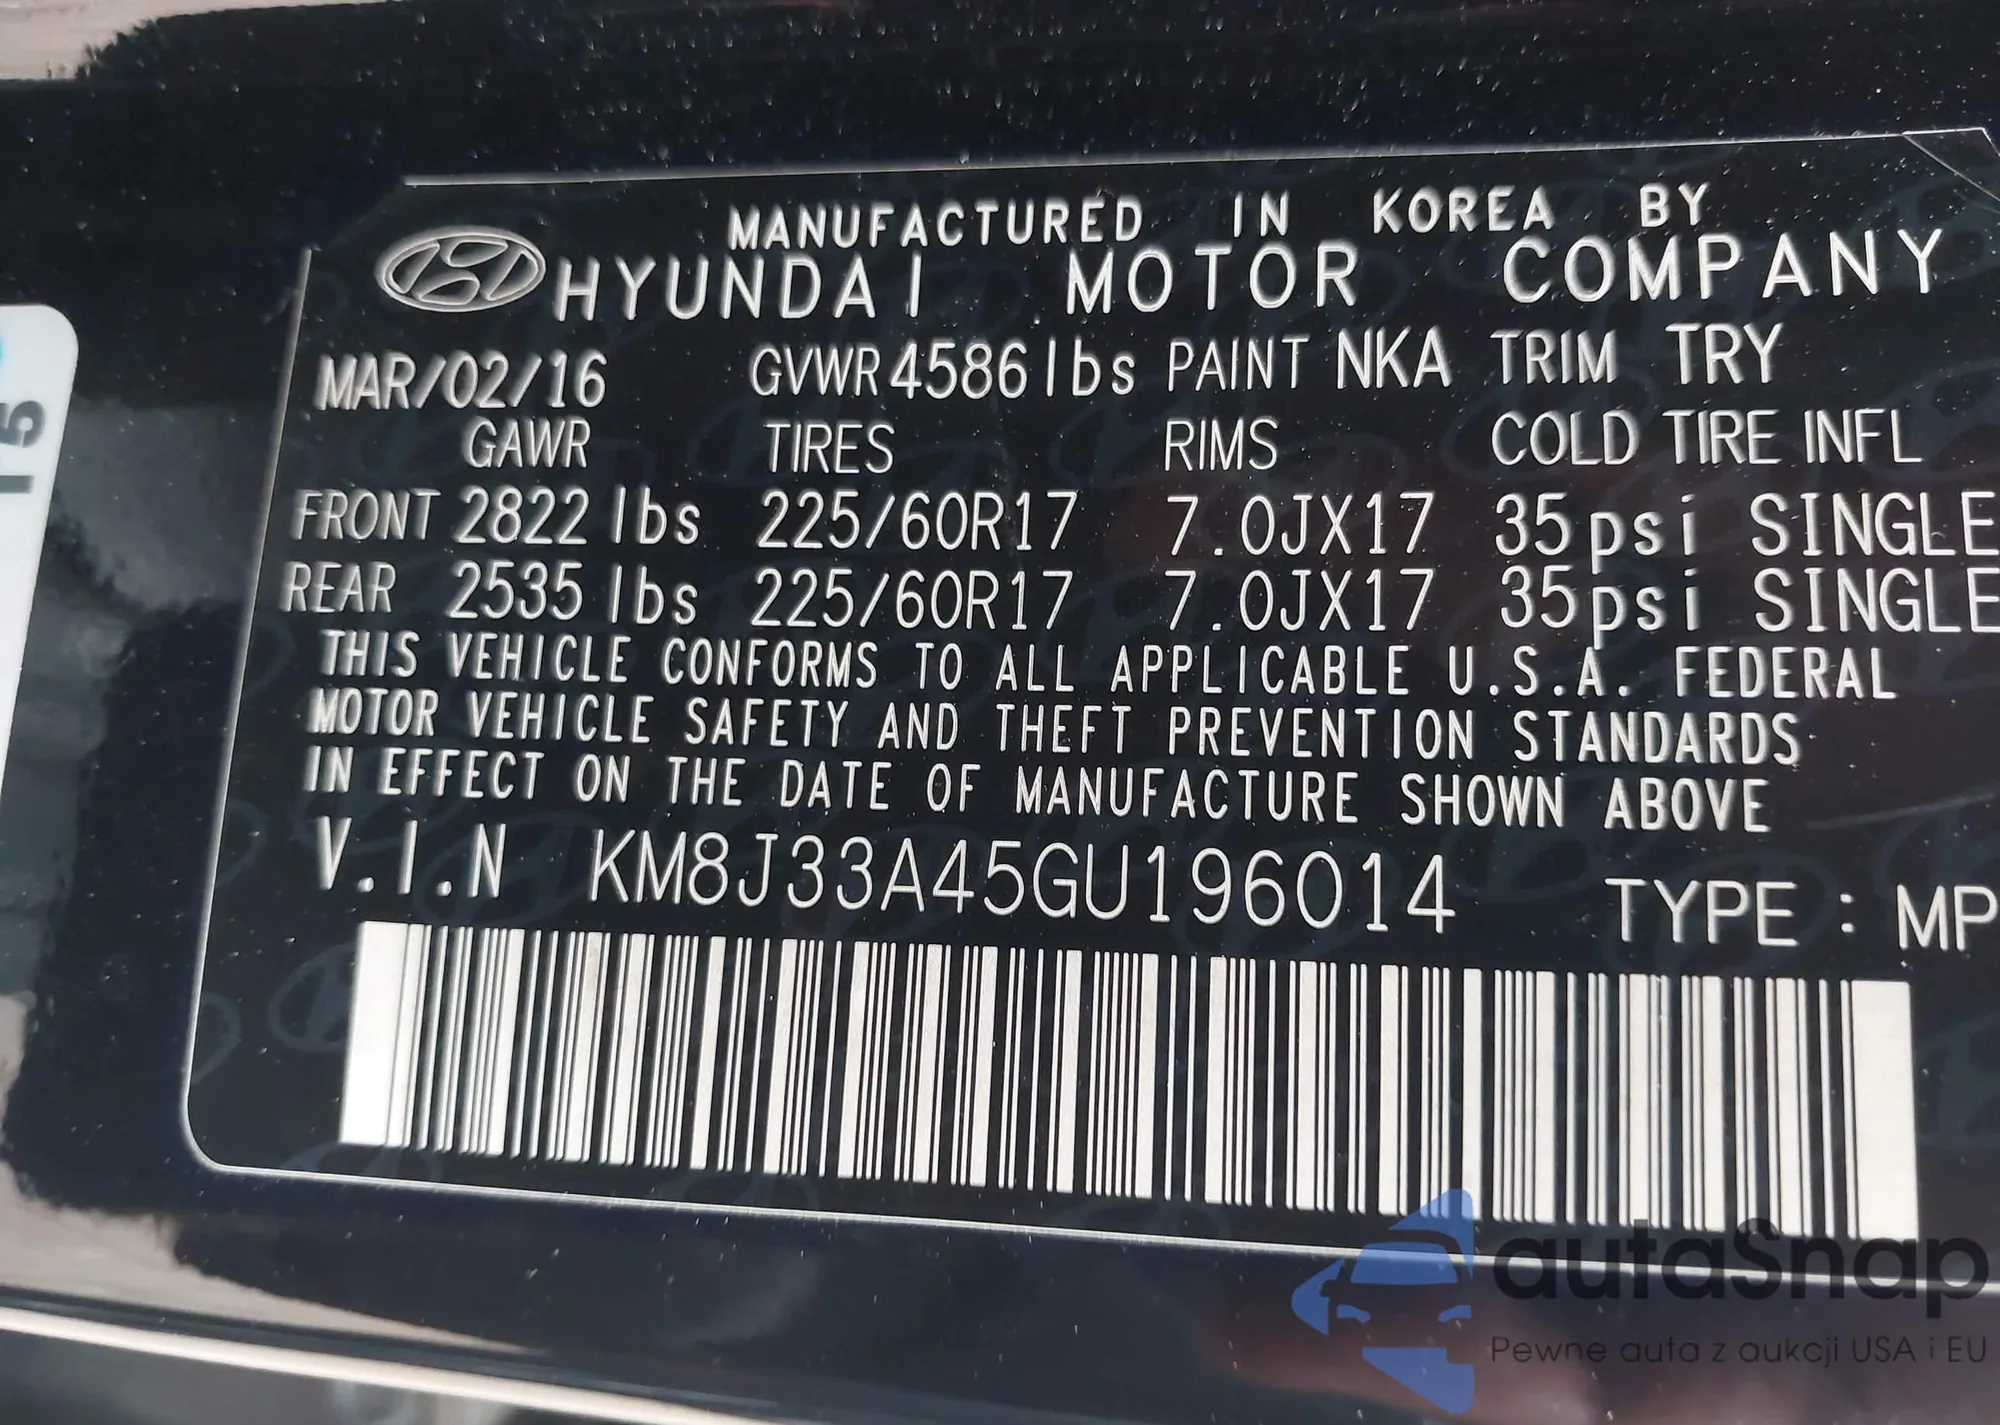 MANUFACTURED IN KOREA BY
HYUNDAI MOTOR COMPANY
MAR/02/16 GVWR 4586 lbs PAINT NKA TRIM TRY
GAWR TIRES RIMS COLD TIRE INFL
FRONT 2822 lbs 225/60R17 7.0JX17 35psi SINGLE
REAR 2535 lbs 225/60R17 7.0JX17 35psi SINGLE
THIS VEHICLE CONFORMS TO ALL APPLICABLE U.S.A. FEDERAL
MOTOR VEHICLE SAFETY AND THEFT PREVENTION STANDARDS
IN EFFECT ON THE DATE OF MANUFACTURE SHOWN ABOVE
V.I.N KM8J33A45GU196014 TYPE : MP
autaSnap
Pewne auta z aukcji USA i EU